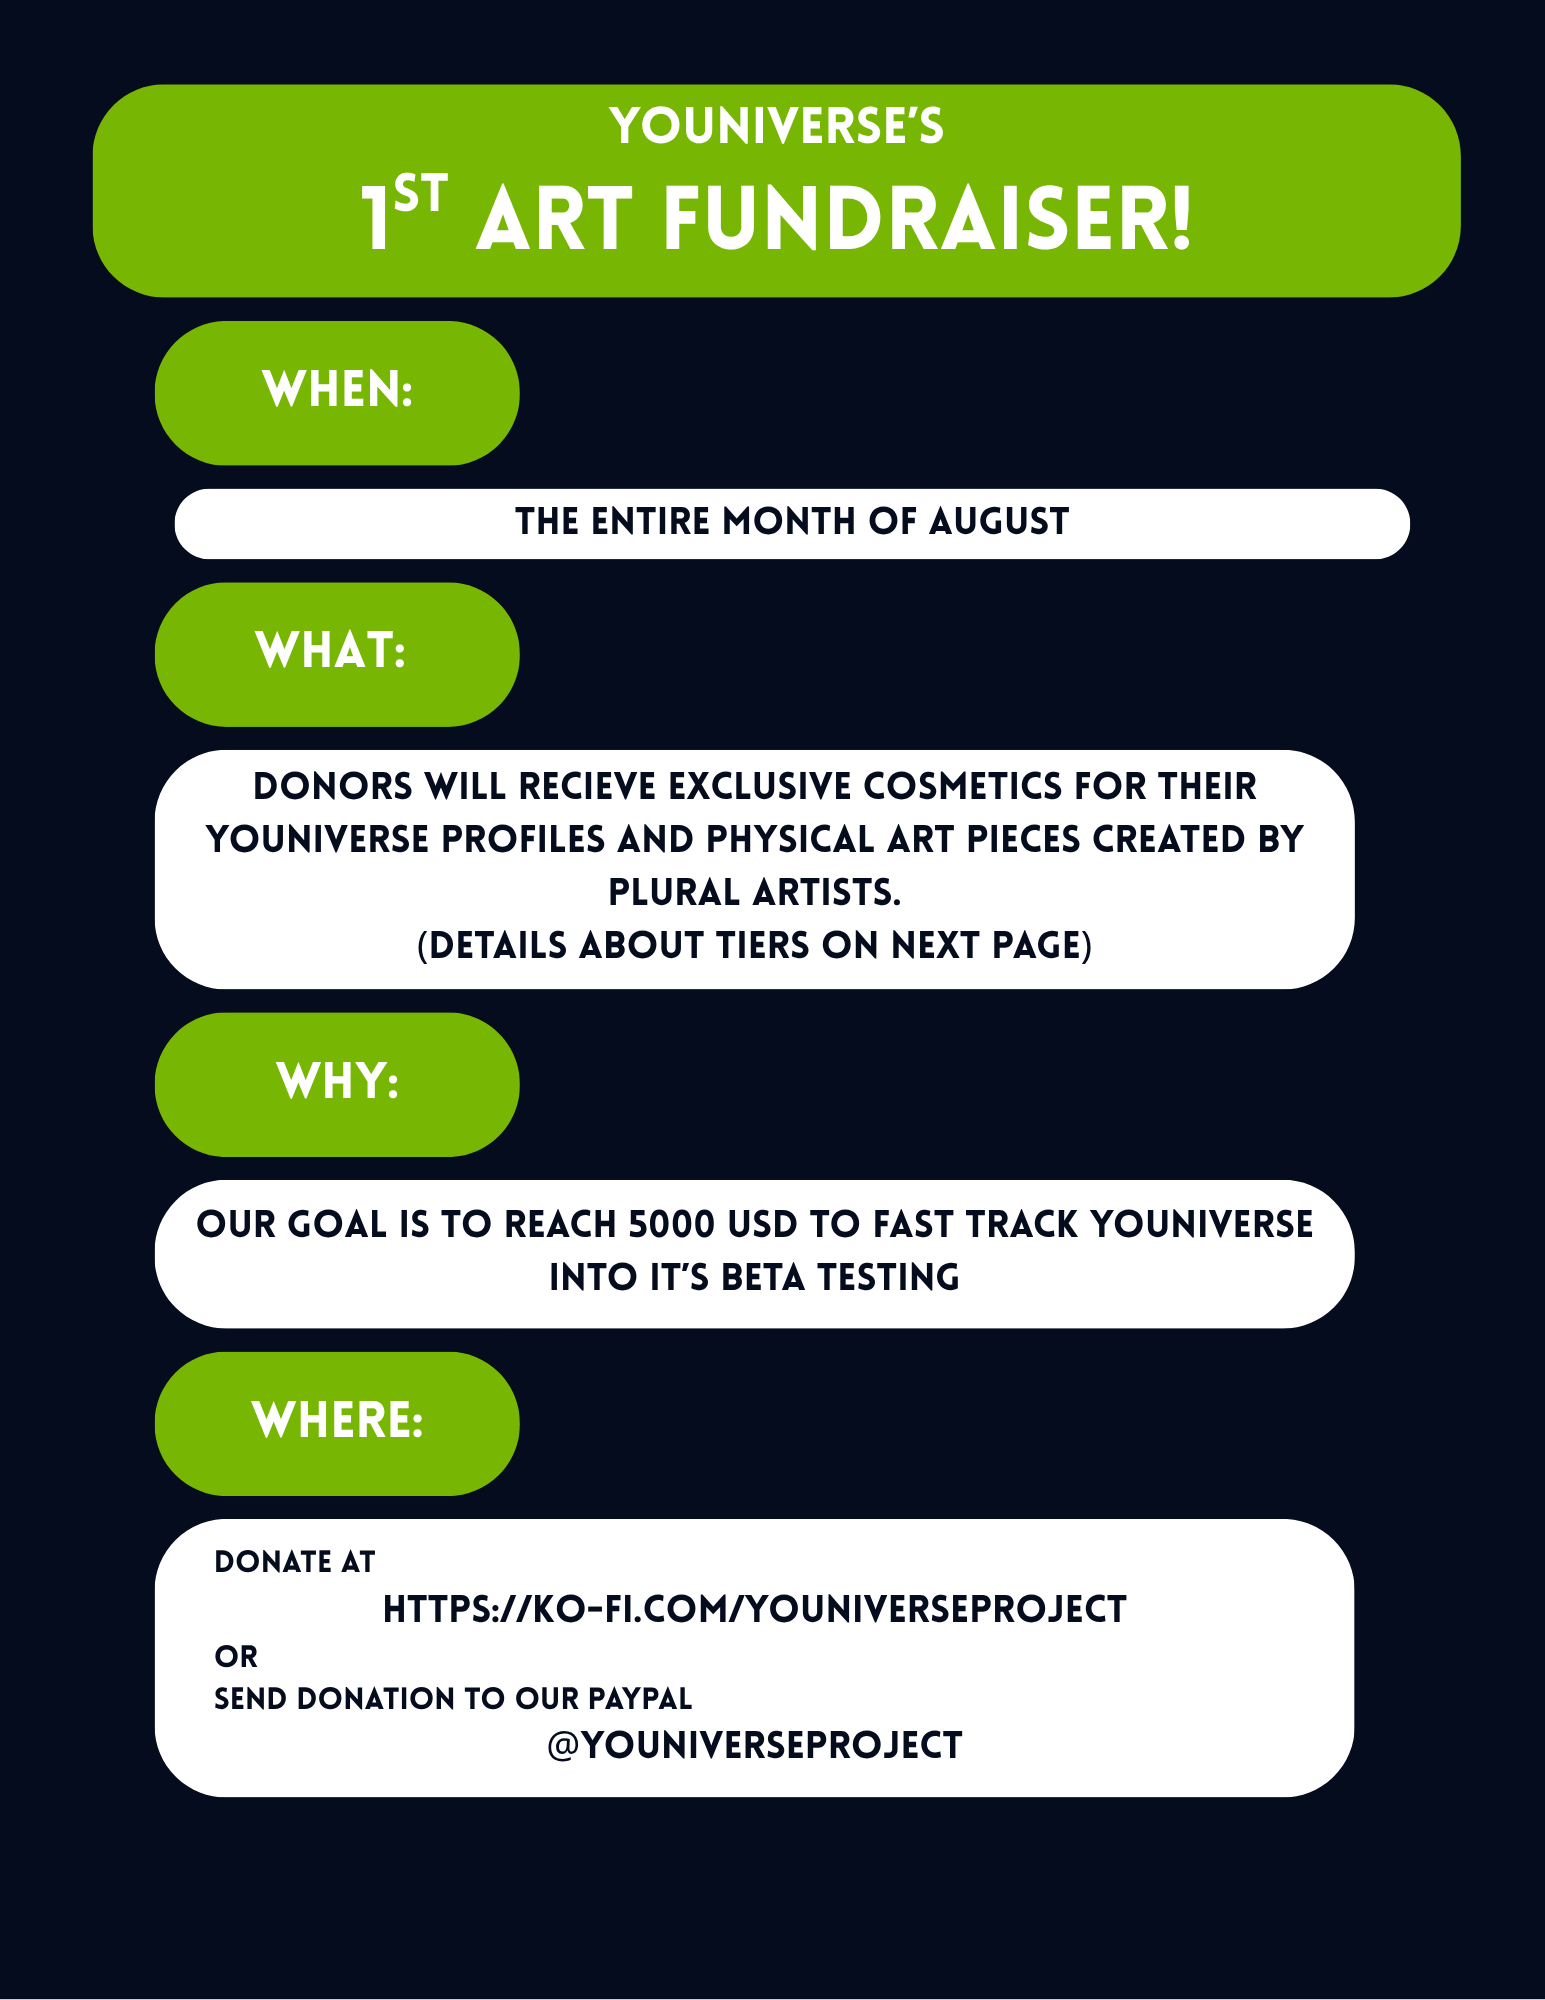 YOUNIVERSE'S
1ST ART FUNDRAISER!
WHEN:
THE ENTIRE MONTH OF AUGUST
WHAT:
DONORS WILL RECIEVE EXCLUSIVE COSMETICS FOR THEIR
YOUNIVERSE PROFILES AND PHYSICAL ART PIECES CREATED BY
PLURAL ARTISTS.
(DETAILS ABOUT TIERS ON NEXT PAGE)
WHY:
OUR GOAL IS TO REACH 5000 USD TO FAST TRACK YOUNIVERSE
INTO IT'S BETA TESTING
WHERE:
DONATE AT
HTTPS://KO-FI.COM/YOUNIVERSEPROJECT
OR
SEND DONATION TO OUR PAYPAL
@YOUNIVERSEPROJECT